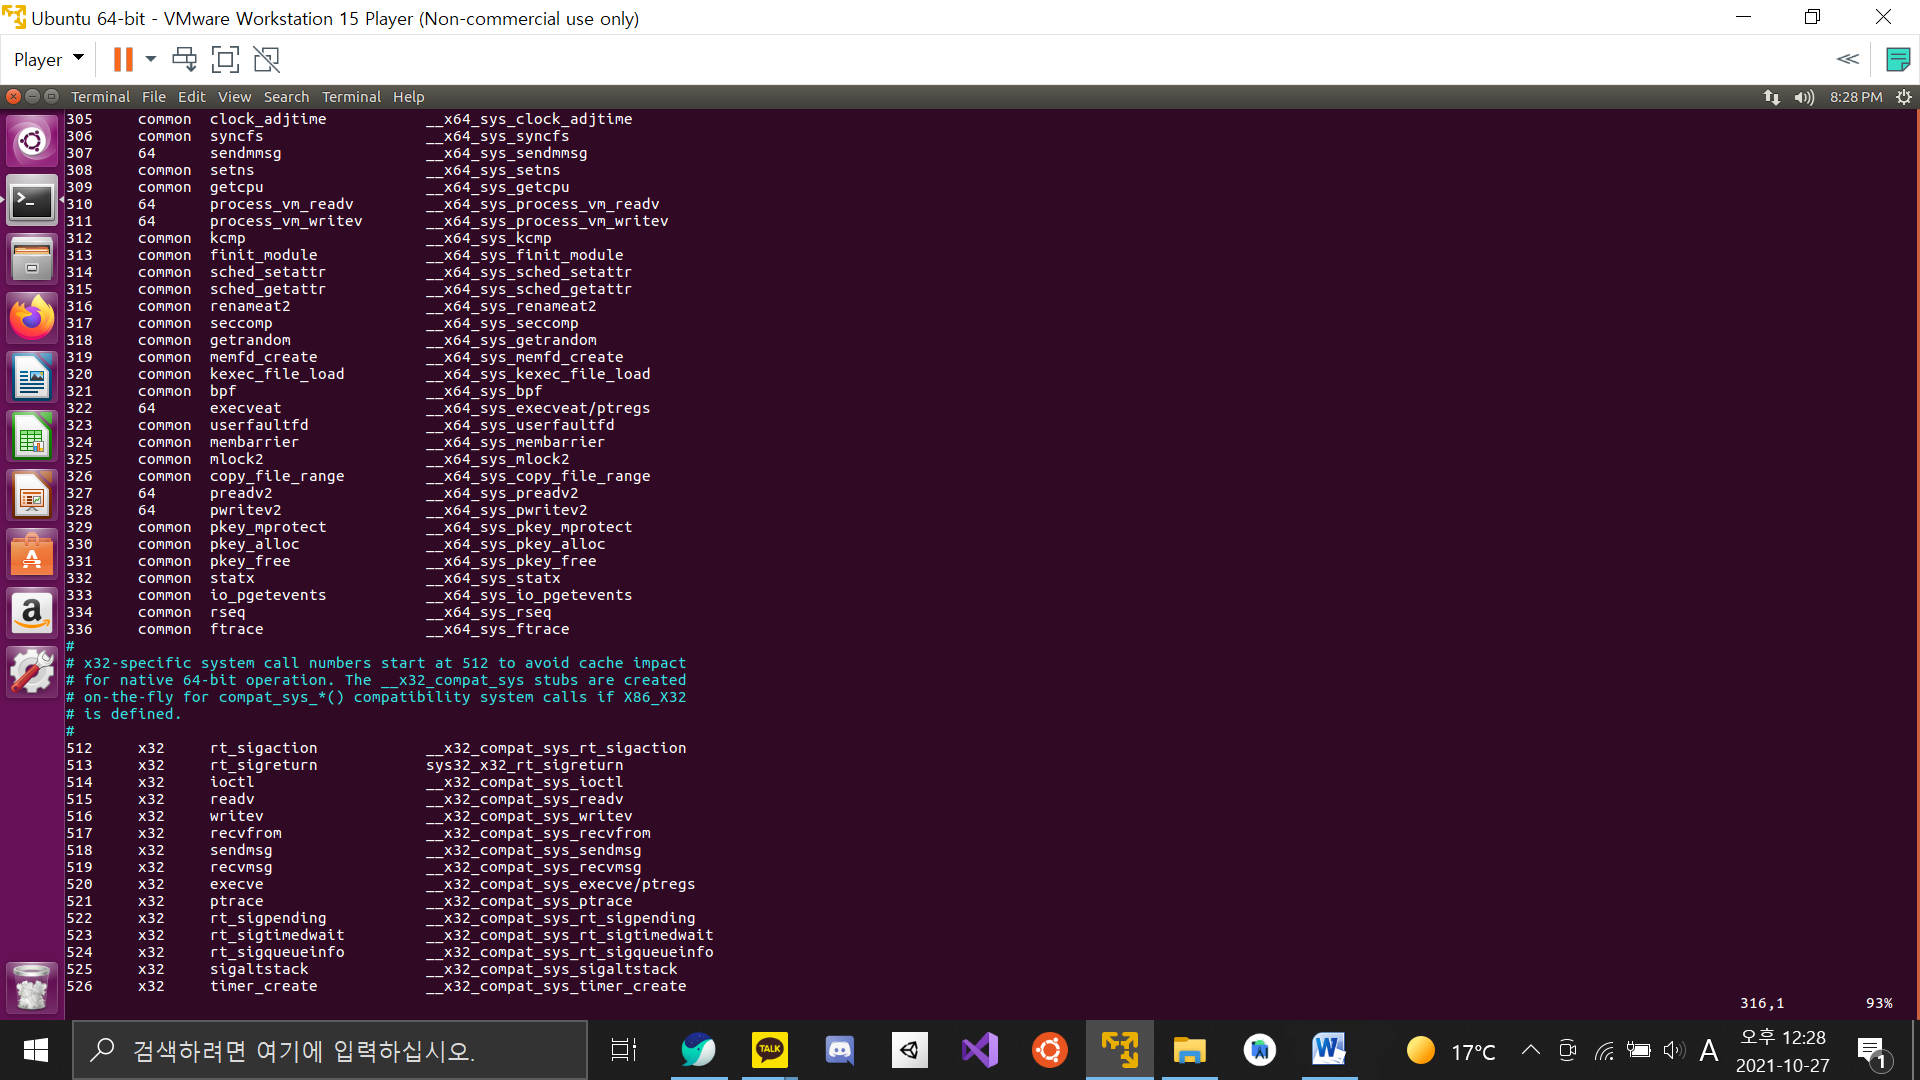 Ubuntu 64-bit - VMware Workstation 15 Player (Non-commercial use only)
Player
Terminal File Edit View Search Terminal Help 8:28 PM
305 common clock_adjtime __x64_sys_clock_adjtime
306 common syncfs __x64_sys_syncfs
307 64 sendmmsg __x64_sys_sendmmsg
308 common setns __x64_sys_setns
309 common getcpu __x64_sys_getcpu
310 64 process_vm_readv __x64_sys_process_vm_readv
311 64 process_vm_writev __x64_sys_process_vm_writev
312 common kcmp __x64_sys_kcmp
313 common finit_module __x64_sys_finit_module
314 common sched_setattr __x64_sys_sched_setattr
315 common sched_getattr __x64_sys_sched_getattr
316 common renameat2 __x64_sys_renameat2
317 common seccomp __x64_sys_seccomp
318 common getrandom __x64_sys_getrandom
319 common memfd_create __x64_sys_memfd_create
320 common kexec_file_load __x64_sys_kexec_file_load
321 common bpf __x64_sys_bpf
322 64 execveat __x64_sys_execveat/ptregs
323 common userfaultfd __x64_sys_userfaultfd
324 common membarrier __x64_sys_membarrier
325 common mlock2 __x64_sys_mlock2
326 common copy_file_range __x64_sys_copy_file_range
327 64 preadv2 __x64_sys_preadv2
328 64 pwritev2 __x64_sys_pwritev2
329 common pkey_mprotect __x64_sys_pkey_mprotect
330 common pkey_alloc __x64_sys_pkey_alloc
331 common pkey_free __x64_sys_pkey_free
332 common statx __x64_sys_statx
333 common io_pgetevents __x64_sys_io_pgetevents
334 common rseq __x64_sys_rseq
336 common ftrace __x64_sys_ftrace
#
# x32-specific system call numbers start at 512 to avoid cache impact
# for native 64-bit operation. The __x32_compat_sys stubs are created
# on-the-fly for compat_sys_*() compatibility system calls if X86_X32
# is defined.
#
512 x32 rt_sigaction __x32_compat_sys_rt_sigaction
513 x32 rt_sigreturn sys32_x32_rt_sigreturn
514 x32 ioctl __x32_compat_sys_ioctl
515 x32 readv __x32_compat_sys_readv
516 x32 writev __x32_compat_sys_writev
517 x32 recvfrom __x32_compat_sys_recvfrom
518 x32 sendmsg __x32_compat_sys_sendmsg
519 x32 recvmsg __x32_compat_sys_recvmsg
520 x32 execve __x32_compat_sys_execve/ptregs
521 x32 ptrace __x32_compat_sys_ptrace
522 x32 rt_sigpending __x32_compat_sys_rt_sigpending
523 x32 rt_sigtimedwait __x32_compat_sys_rt_sigtimedwait
524 x32 rt_sigqueueinfo __x32_compat_sys_rt_sigqueueinfo
525 x32 sigaltstack __x32_compat_sys_sigaltstack
526 x32 timer_create __x32_compat_sys_timer_create
316,1 93%
검색하려면 여기에 입력하십시오.
TALK
17°C
A
오후 12:28
2021-10-27
1